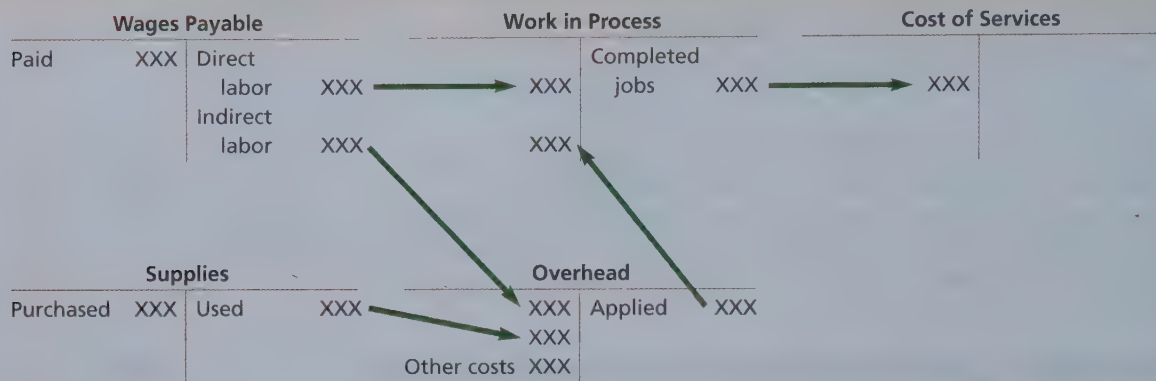 Wages Payable Work in Process Cost of Services
Paid XXX Direct Completed
labor XXX XXX jobs XXX XXX
Indirect
labor XXX XXX
Supplies Overhead
Purchased XXX Used XXX XXX Applied XXX
XXX
Other costs XXX